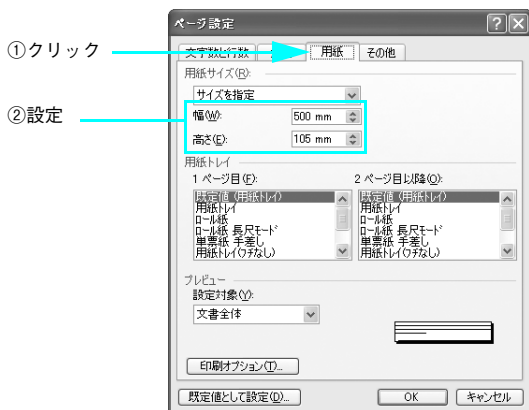 ページ設定
①クリック
文字数と行数
用紙
その他
用紙サイズ(R):
サイズを指定
②設定
幅(W):
500 mm
高さ(E):
105 mm
用紙トレイ
1 ページ目(F):
2 ページ目以降(O):
既定値 (用紙トレイ)
用紙トレイ
ロール紙
ロール紙 長尺モード
単票紙 手差し
用紙トレイ(フチなし)
既定値 (用紙トレイ)
用紙トレイ
ロール紙
ロール紙 長尺モード
単票紙 手差し
用紙トレイ(フチなし)
プレビュー
設定対象(Y):
文書全体
印刷オプション(T)...
既定値として設定(D)...
OK
キャンセル